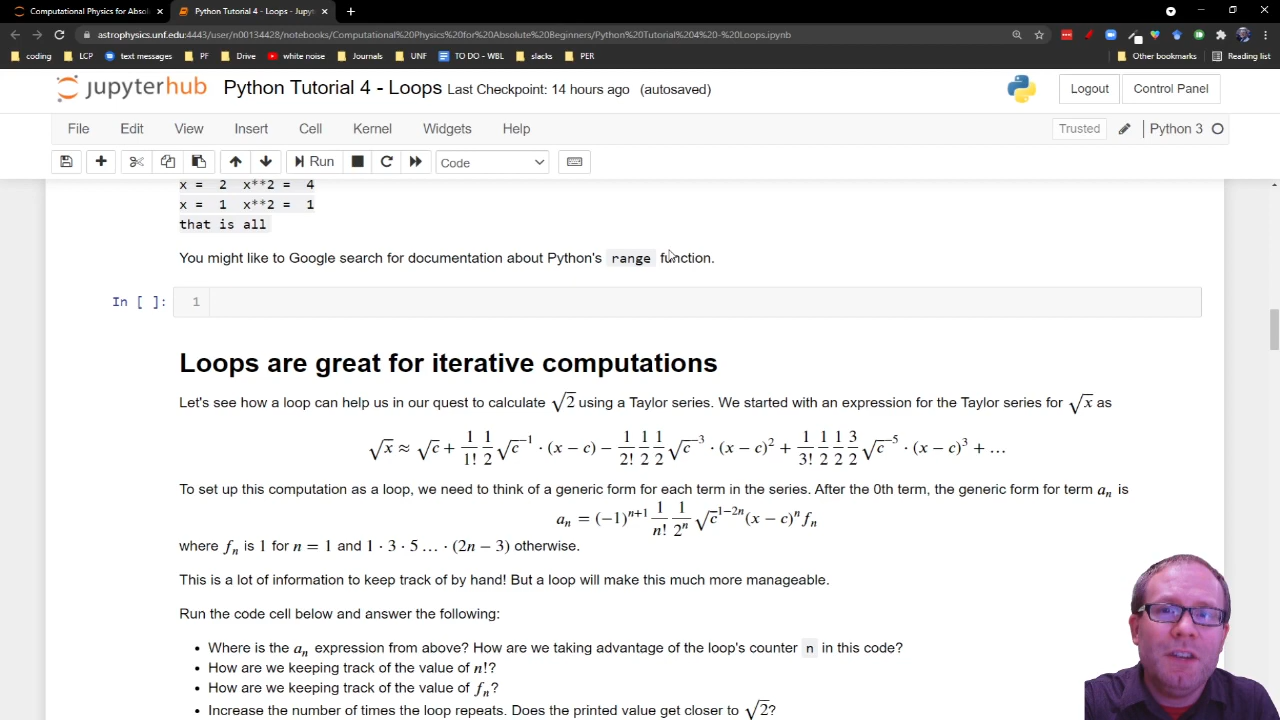 Computational Physics for Absol
Python Tutorial 4 - Loops - Jupyt
astrophysics.unf.edu:4443/user/n00134428/notebooks/Computational%20Physics%20for%20Absolute%20Beginners/Python%20Tutorial%204%20-%20Loops.ipynb
coding LCP text messages PF Drive white noise Journals UNF TO DO - WBL slacks PER Other bookmarks Reading list
jupyterhub Python Tutorial 4 - Loops Last Checkpoint: 14 hours ago (autosaved) Logout Control Panel
File Edit View Insert Cell Kernel Widgets Help Trusted Python 3
Run Code
x = 2 x**2 = 4
x = 1 x**2 = 1
that is all
You might like to Google search for documentation about Python's range function.
In [ ]: 1
Loops are great for iterative computations
Let's see how a loop can help us in our quest to calculate √2 using a Taylor series. We started with an expression for the Taylor series for √x as
√x ≈ √c + 1/1! 1/2 √c⁻¹ · (x − c) − 1/2! 1/2 1/2 √c⁻³ · (x − c)² + 1/3! 1/2 1/2 3/2 √c⁻⁵ · (x − c)³ + …
To set up this computation as a loop, we need to think of a generic form for each term in the series. After the 0th term, the generic form for term aₙ is
aₙ = (−1)ⁿ⁺¹ 1/n! 1/2ⁿ √c¹⁻²ⁿ (x − c)ⁿ fₙ
where fₙ is 1 for n = 1 and 1 · 3 · 5 … · (2n − 3) otherwise.
This is a lot of information to keep track of by hand! But a loop will make this much more manageable.
Run the code cell below and answer the following:
• Where is the aₙ expression from above? How are we taking advantage of the loop's counter n in this code?
• How are we keeping track of the value of n!?
• How are we keeping track of the value of fₙ?
• Increase the number of times the loop repeats. Does the printed value get closer to √2?